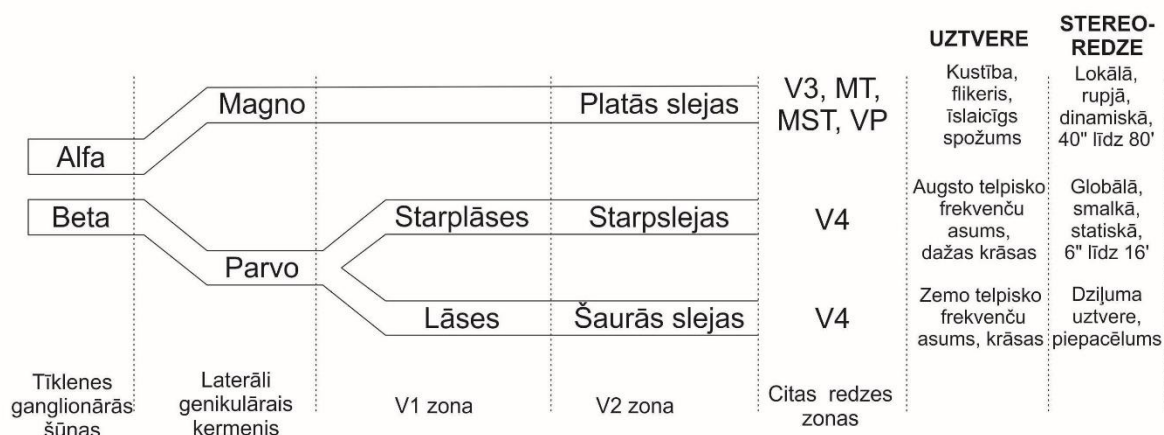 UZTVERE
STEREO-
REDZE
Magno
Platās slejas
V3, MT,
MST, VP
Kustība,
flikeris,
īslaicīgs
spožums
Lokālā,
rupjā,
dinamiskā,
40" līdz 80'
Alfa
Beta
Starplāses
Starpslejas
V4
Augsto telpisko
frekvenču
asums,
dažas krāsas
Globālā,
smalkā,
statiskā,
6" līdz 16'
Parvo
Lāses
Šaurās slejas
V4
Zemo telpisko
frekvenču
asums, krāsas
Dziļuma
uztvere,
piepacēlums
Tīklenes
ganglionārās
šūnas
Laterāli
genikulārais
ķermenis
V1 zona
V2 zona
Citas redzes
zonas